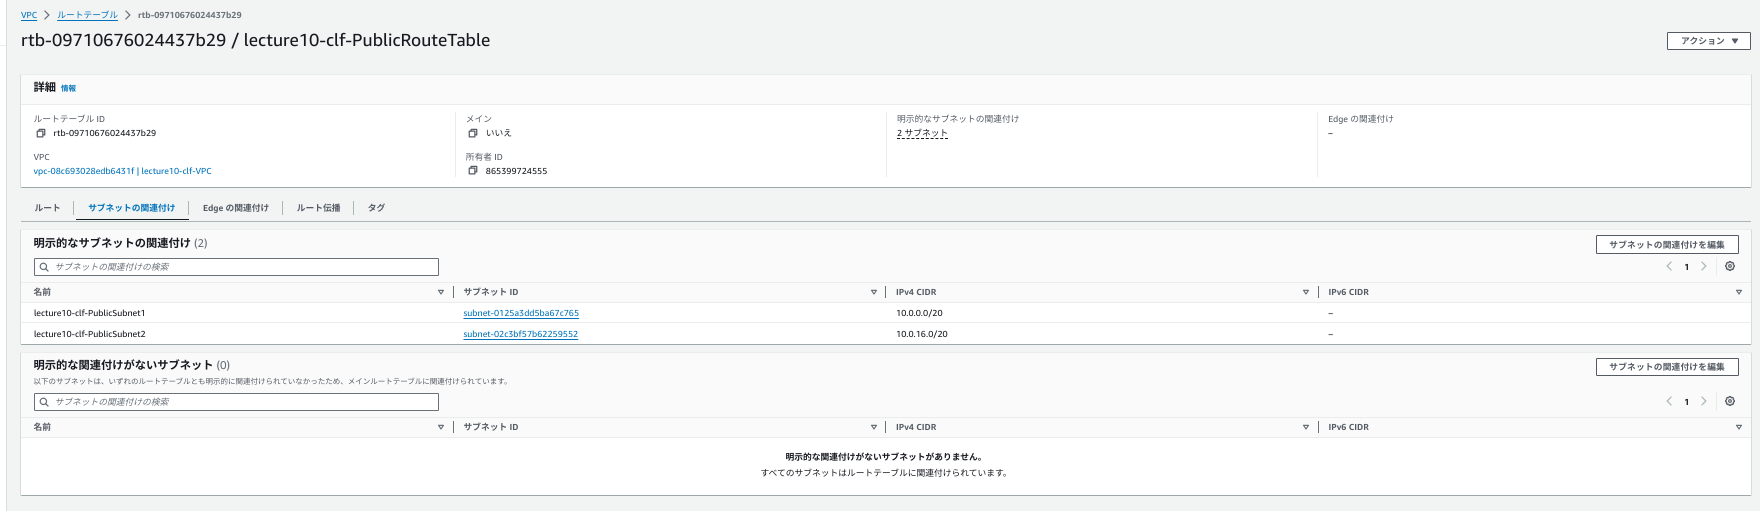 VPC > ルートテーブル > rtb-09710676024437b29
rtb-09710676024437b29 / lecture10-clf-PublicRouteTable
アクション ▼
詳細 情報
ルートテーブル ID
rtb-09710676024437b29
メイン
いいえ
明示的なサブネットの関連付け
2 サブネット
Edge の関連付け
–
VPC
vpc-08c693028edb6431f | lecture10-clf-VPC
所有者 ID
865399724555
ルート | サブネットの関連付け | Edge の関連付け | ルート伝播 | タグ
明示的なサブネットの関連付け (2)
サブネットの関連付けを編集
サブネットの関連付けの検索
< 1 >
名前 サブネット ID IPv4 CIDR IPv6 CIDR
lecture10-clf-PublicSubnet1 subnet-0125a3dd5ba67c765 10.0.0.0/20 –
lecture10-clf-PublicSubnet2 subnet-02c3bf57b62259552 10.0.16.0/20 –
明示的な関連付けがないサブネット (0)
サブネットの関連付けを編集
以下のサブネットは、いずれのルートテーブルとも明示的に関連付けられていなかったため、メインルートテーブルに関連付けられています。
サブネットの関連付けの検索
< 1 >
名前 サブネット ID IPv4 CIDR IPv6 CIDR
明示的な関連付けがないサブネットがありません。
すべてのサブネットはルートテーブルに関連付けられています。